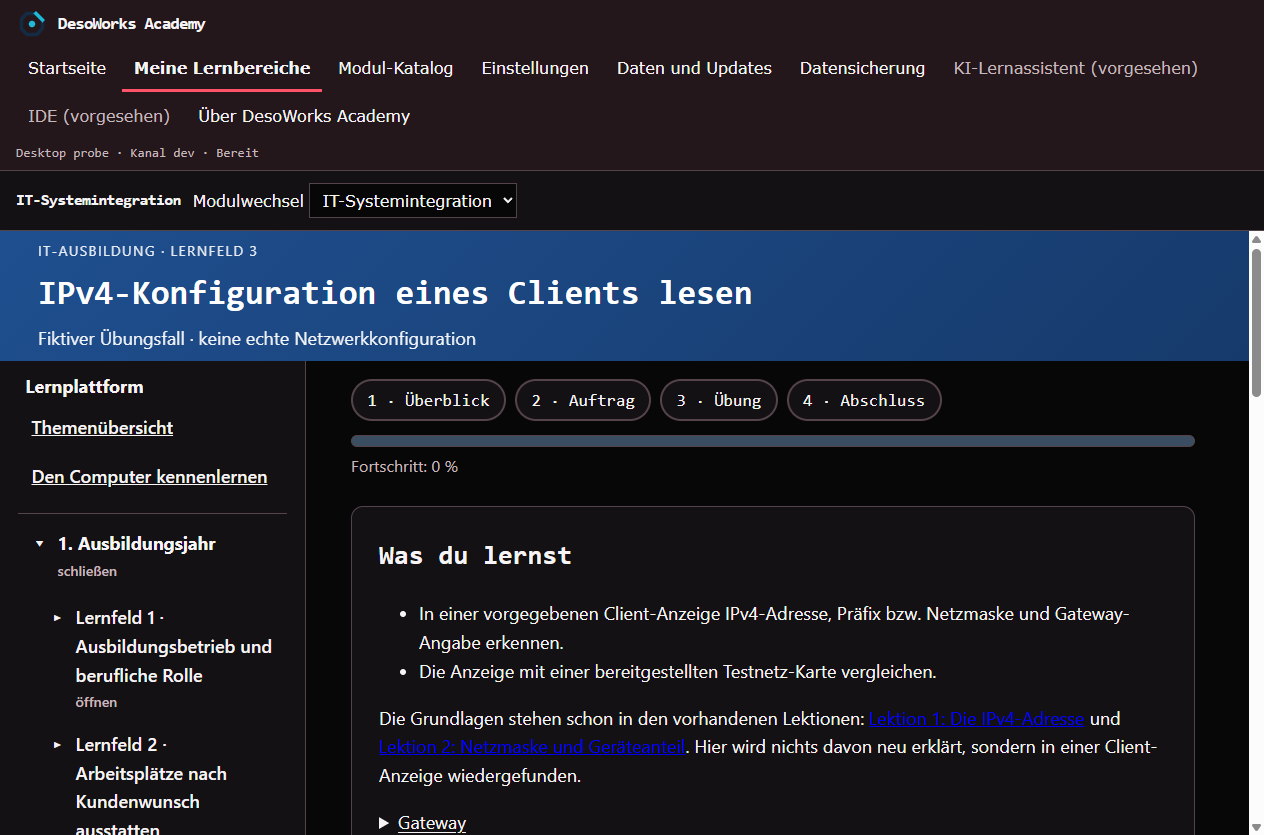 DesoWorks Academy
Startseite Meine Lernbereiche Modul-Katalog Einstellungen Daten und Updates Datensicherung KI-Lernassistent (vorgesehen)
IDE (vorgesehen) Über DesoWorks Academy
Desktop probe · Kanal dev · Bereit
IT-Systemintegration Modulwechsel IT-Systemintegration
IT-AUSBILDUNG · LERNFELD 3
IPv4-Konfiguration eines Clients lesen
Fiktiver Übungsfall · keine echte Netzwerkkonfiguration
Lernplattform
Themenübersicht
Den Computer kennenlernen
1. Ausbildungsjahr
schließen
Lernfeld 1 ·
Ausbildungsbetrieb und
berufliche Rolle
öffnen
Lernfeld 2 ·
Arbeitsplätze nach
Kundenwunsch
ausstatten
1 · Überblick 2 · Auftrag 3 · Übung 4 · Abschluss
Fortschritt: 0 %
Was du lernst
• In einer vorgegebenen Client-Anzeige IPv4-Adresse, Präfix bzw. Netzmaske und Gateway-
Angabe erkennen.
• Die Anzeige mit einer bereitgestellten Testnetz-Karte vergleichen.
Die Grundlagen stehen schon in den vorhandenen Lektionen: Lektion 1: Die IPv4-Adresse und
Lektion 2: Netzmaske und Geräteanteil. Hier wird nichts davon neu erklärt, sondern in einer Client-
Anzeige wiedergefunden.
Gateway